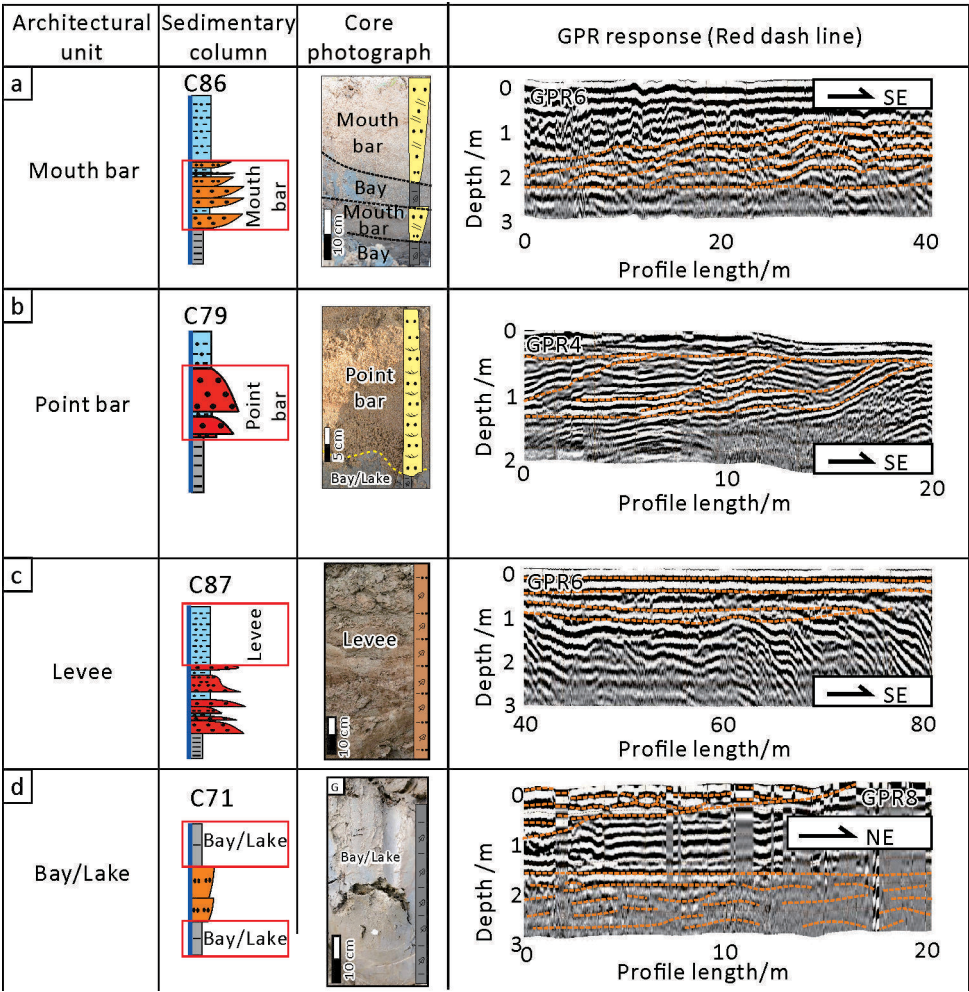 Architectural unit
Sedimentary column
Core photograph
GPR response (Red dash line)
a
Mouth bar
C86
Mouth bar
Mouth bar
Bay
Mouth bar
Bay
10 cm
GPR6
SE
Depth /m
0
1
2
3
0 20 40
Profile length/m
b
Point bar
C79
Point bar
Point bar
Bay/Lake
5 cm
GPR4
SE
Depth /m
0
1
2
0 10 20
Profile length/m
c
Levee
C87
Levee
Levee
10 cm
GPR6
SE
Depth /m
0
1
2
3
40 60 80
Profile length/m
d
Bay/Lake
C71
Bay/Lake
Bay/Lake
G
Bay/Lake
10 cm
GPR8
NE
Depth /m
0
1
2
3
0 10 20
Profile length/m